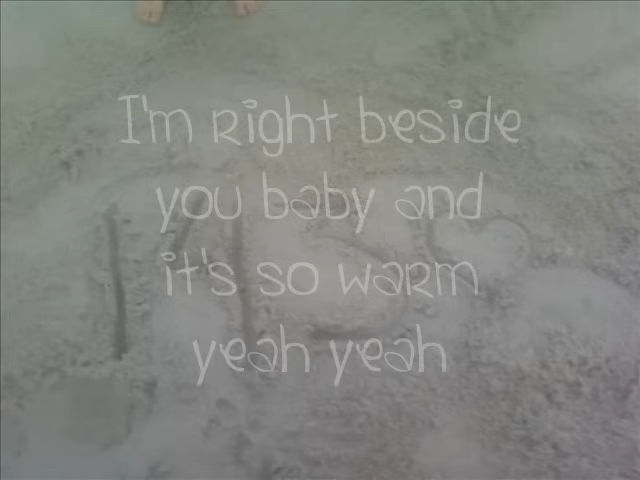 I'm right beside
you baby and
it's so warm
yeah yeah